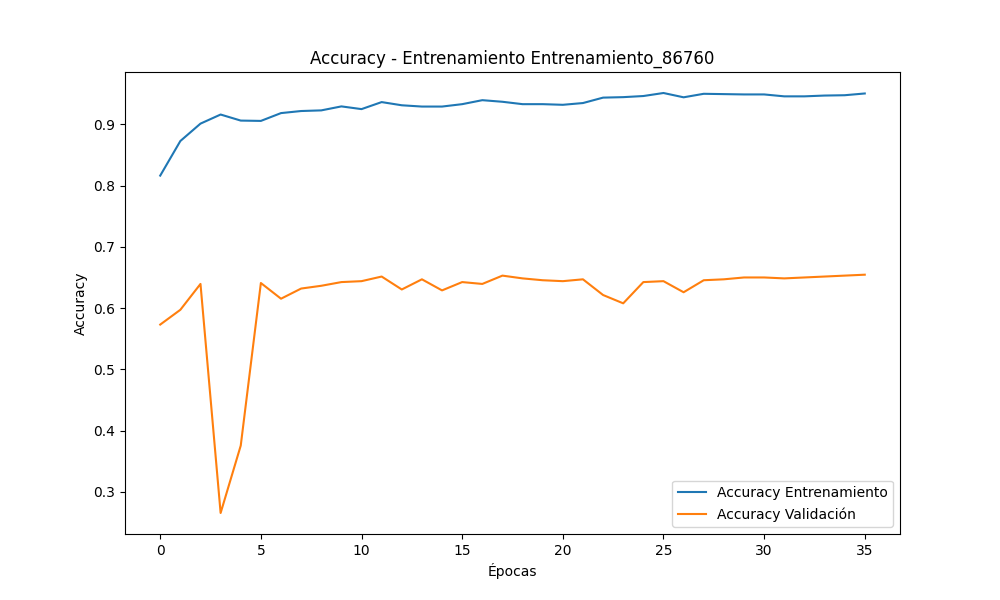 Accuracy - Entrenamiento Entrenamiento_86760
Accuracy
0.9
0.8
0.7
0.6
0.5
0.4
0.3
0 5 10 15 20 25 30 35
Épocas
Accuracy Entrenamiento
Accuracy Validación